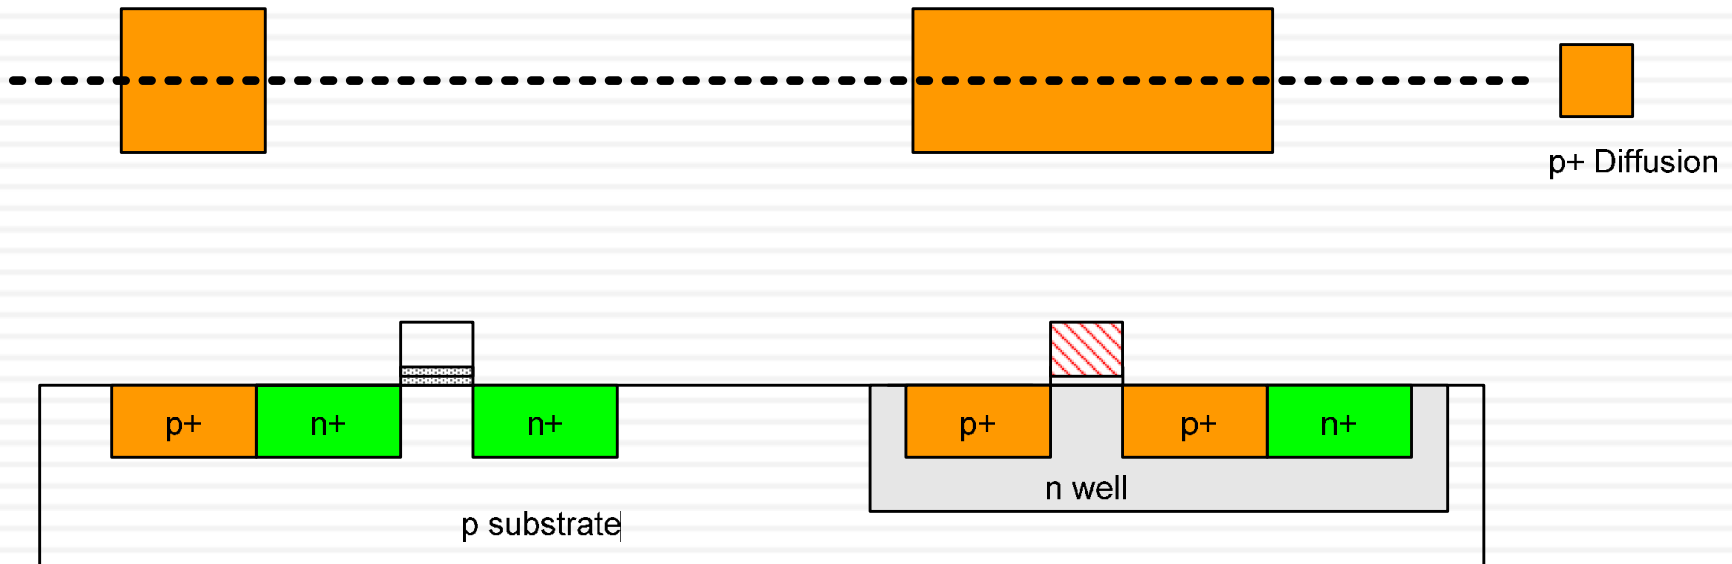 p+ Diffusion
p+ n+ n+ p+ p+ n+
n well
p substrate